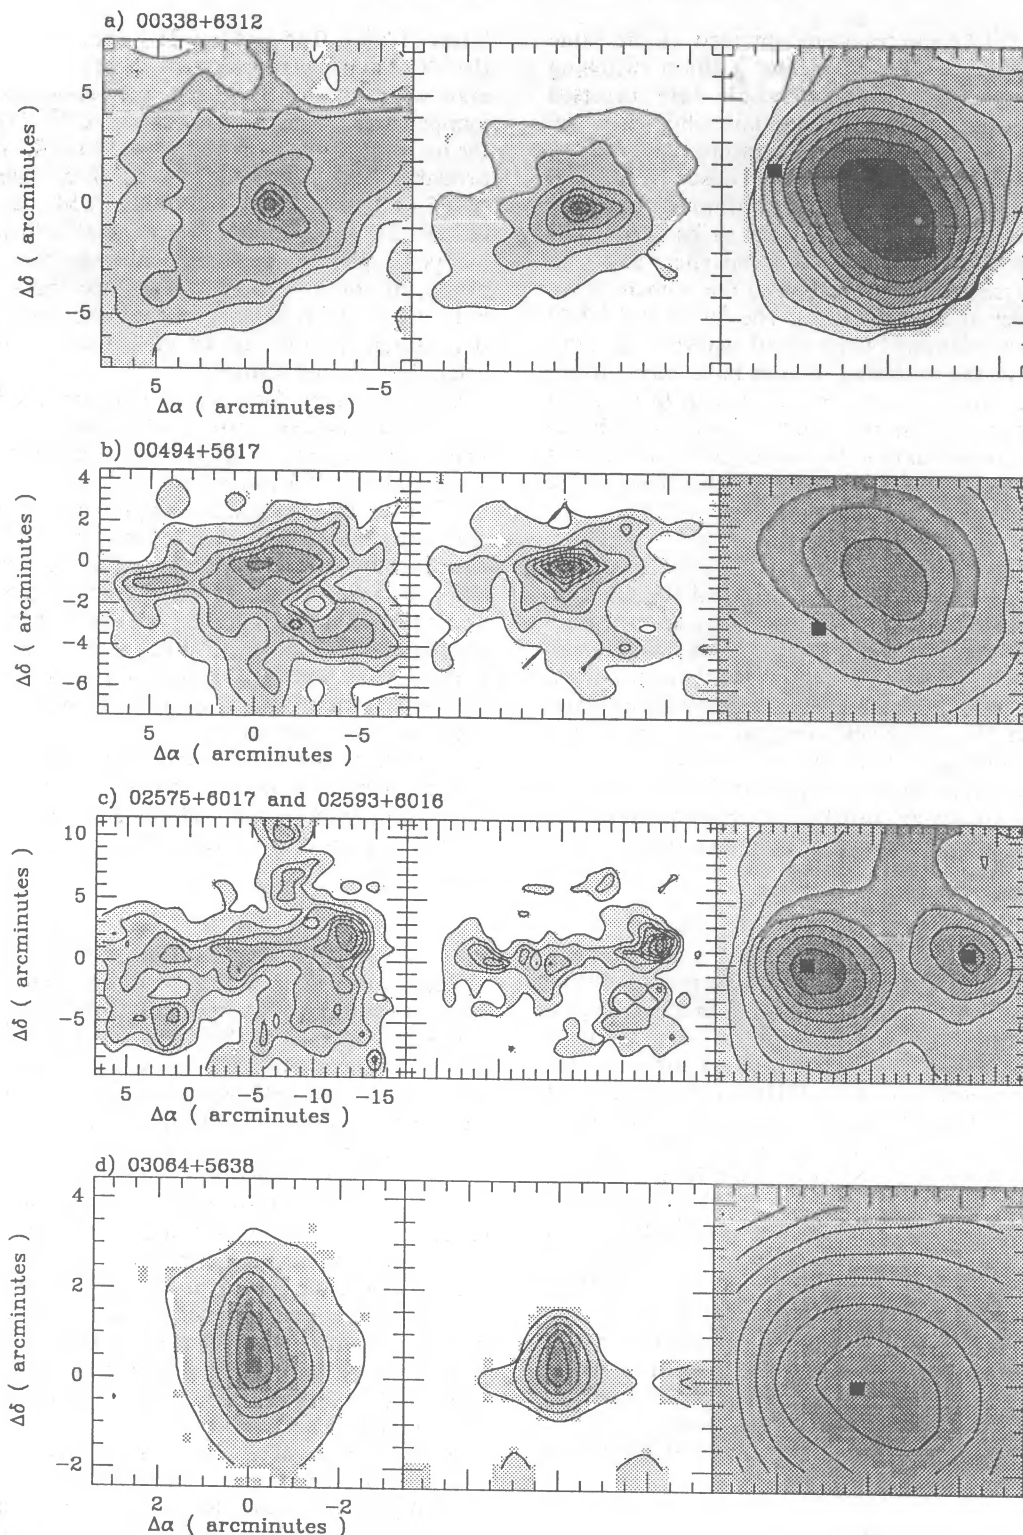 a) 00338+6312
5
0
−5
Δδ ( arcminutes )
5 0 −5
Δα ( arcminutes )
b) 00494+5617
4
2
0
−2
−4
−6
Δδ ( arcminutes )
5 0 −5
Δα ( arcminutes )
c) 02575+6017 and 02593+6016
10
5
0
−5
Δδ ( arcminutes )
5 0 −5 −10 −15
Δα ( arcminutes )
d) 03064+5638
4
2
0
−2
Δδ ( arcminutes )
2 0 −2
Δα ( arcminutes )